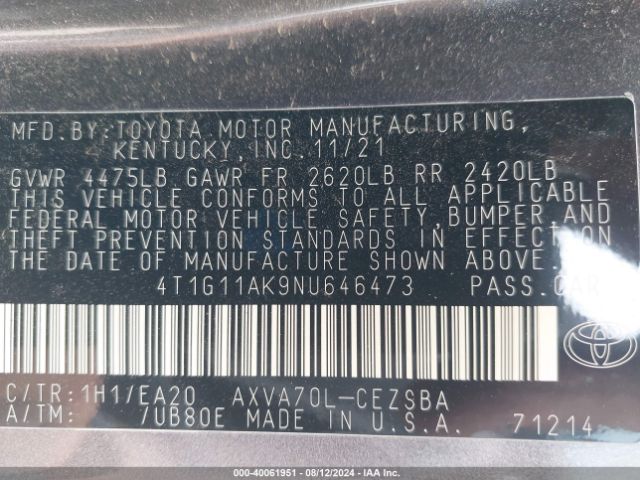 MFD.BY:TOYOTA MOTOR MANUFACTURING,
KENTUCKY,INC.11/21
GVWR 4475LB GAWR FR 2620LB RR 2420LB
THIS VEHICLE CONFORMS TO ALL APPLICABLE
FEDERAL MOTOR VEHICLE SAFETY,BUMPER,AND
THEFT PREVENTION STANDARDS IN EFFECT ON
THE DATE OF MANUFACTURE SHOWN ABOVE.
4T1G11AK9NU646473 PASS.CAR
C/TR:1H1/EA20 AXVA70L-CEZSBA
A/TM: /UB80E MADE IN U.S.A. 71214
000-40061951 - 08/12/2024 - IAA Inc.